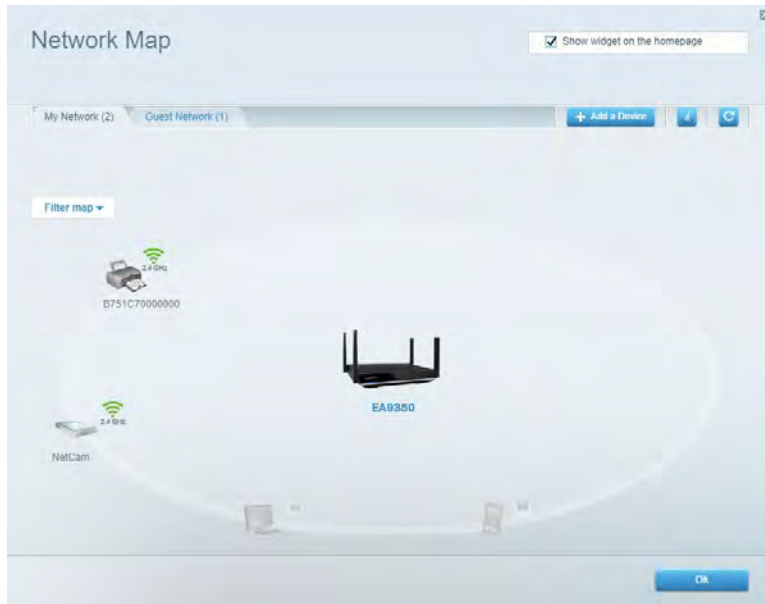 Network Map
Show widget on the homepage
My Network (2)
Guest Network (1)
+ Add a Device
Filter map
2.4 GHz
B751C70000000
EA9350
2.4 GHz
NetCam
Ok